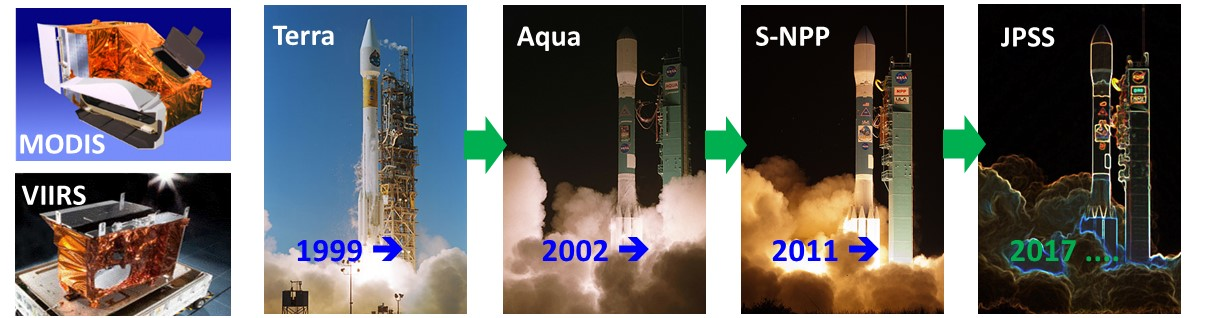 MODIS
VIIRS
Terra
1999 ➔
Aqua
2002 ➔
S-NPP
2011 ➔
JPSS
2017 ....